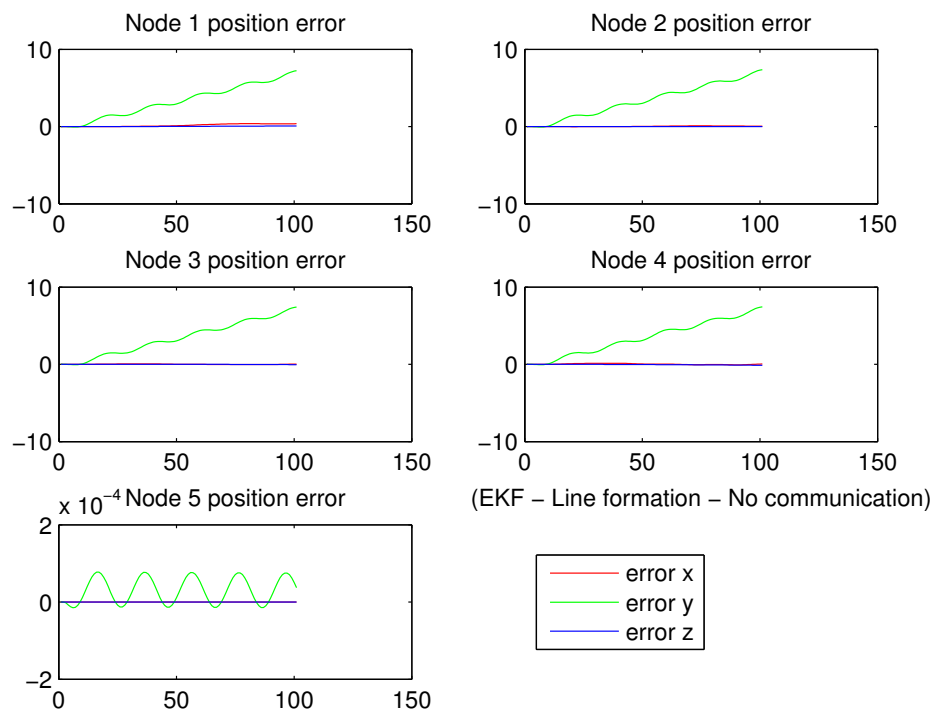 Node 1 position error
10
0
−10
0 50 100 150
Node 2 position error
10
0
−10
0 50 100 150
Node 3 position error
10
0
−10
0 50 100 150
Node 4 position error
10
0
−10
0 50 100 150
(EKF − Line formation − No communication)
x 10−4
Node 5 position error
2
0
−2
0 50 100 150
error x
error y
error z